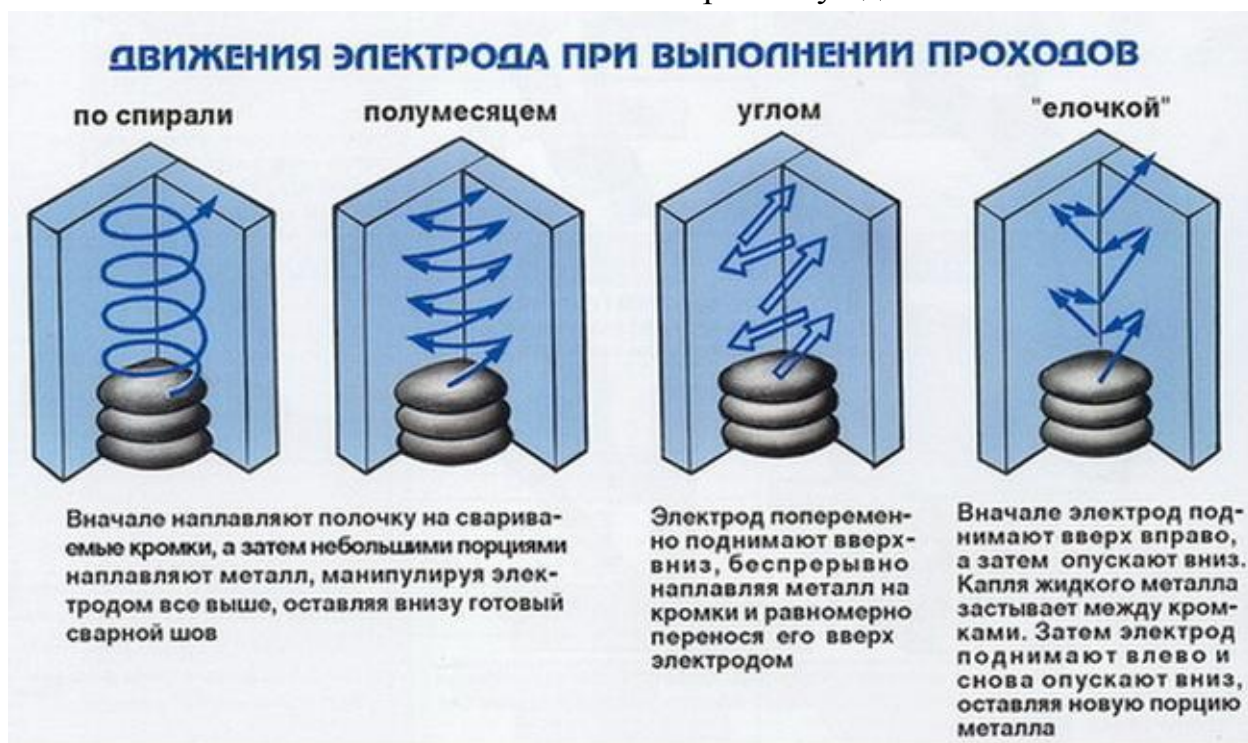 ДВИЖЕНИЯ ЭЛЕКТРОДА ПРИ ВЫПОЛНЕНИИ ПРОХОДОВ
по спирали
полумесяцем
углом
"елочкой"
Вначале наплавляют полочку на сварива-
емые кромки, а затем небольшими порциями
наплавляют металл, манипулируя элек-
тродом все выше, оставляя внизу готовый
сварной шов
Электрод поперемен-
но поднимают вверх-
вниз, беспрерывно
наплавляя металл на
кромки и равномерно
перенося его вверх
электродом
Вначале электрод под-
нимают вверх вправо,
а затем опускают вниз.
Капля жидкого металла
застывает между кром-
ками. Затем электрод
поднимают влево и
снова опускают вниз,
оставляя новую порцию
металла